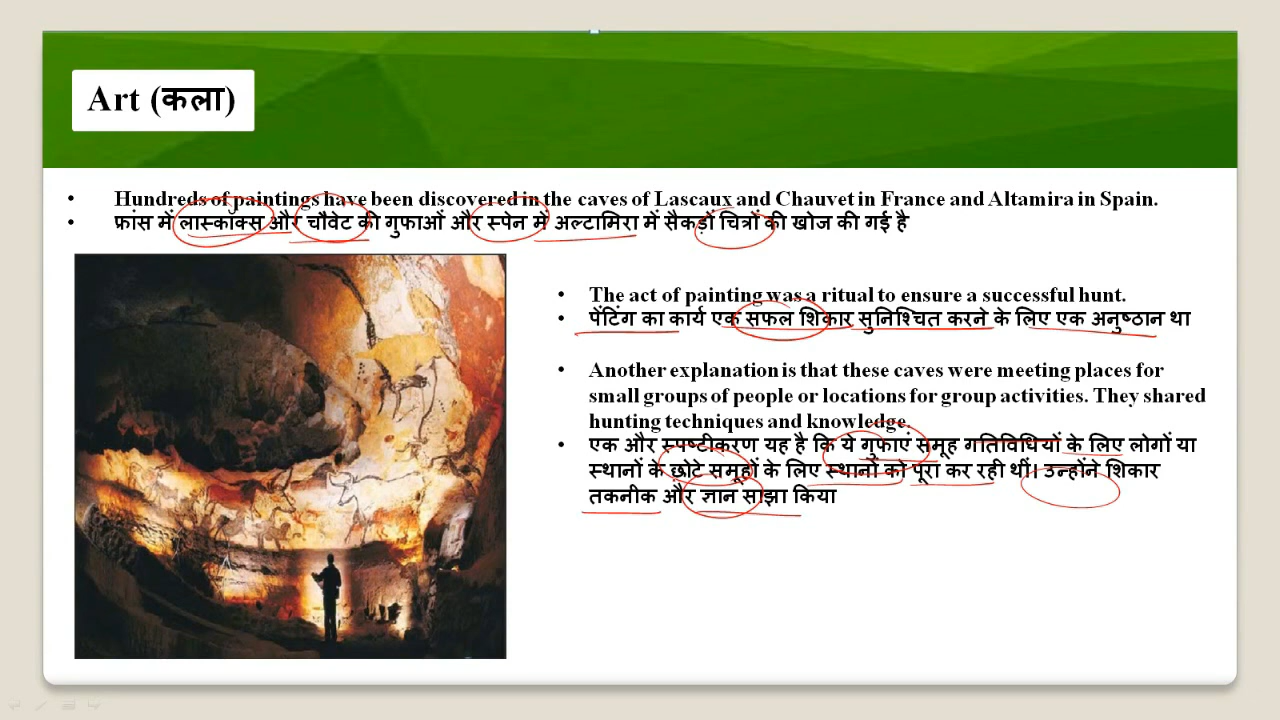 Art (कला)
Hundreds of paintings have been discovered in the caves of Lascaux and Chauvet in France and Altamira in Spain.
फ्रांस में लास्कॉक्स और चौवेट की गुफाओं और स्पेन में अल्टामिरा में सैकड़ों चित्रों की खोज की गई है
The act of painting was a ritual to ensure a successful hunt.
पेंटिंग का कार्य एक सफल शिकार सुनिश्चित करने के लिए एक अनुष्ठान था
Another explanation is that these caves were meeting places for
small groups of people or locations for group activities. They shared
hunting techniques and knowledge.
एक और स्पष्टीकरण यह है कि ये गुफाएं समूह गतिविधियों के लिए लोगों या
स्थानों के छोटे समूहों के लिए स्थानों को पूरा कर रही थीं। उन्होंने शिकार
तकनीक और ज्ञान साझा किया